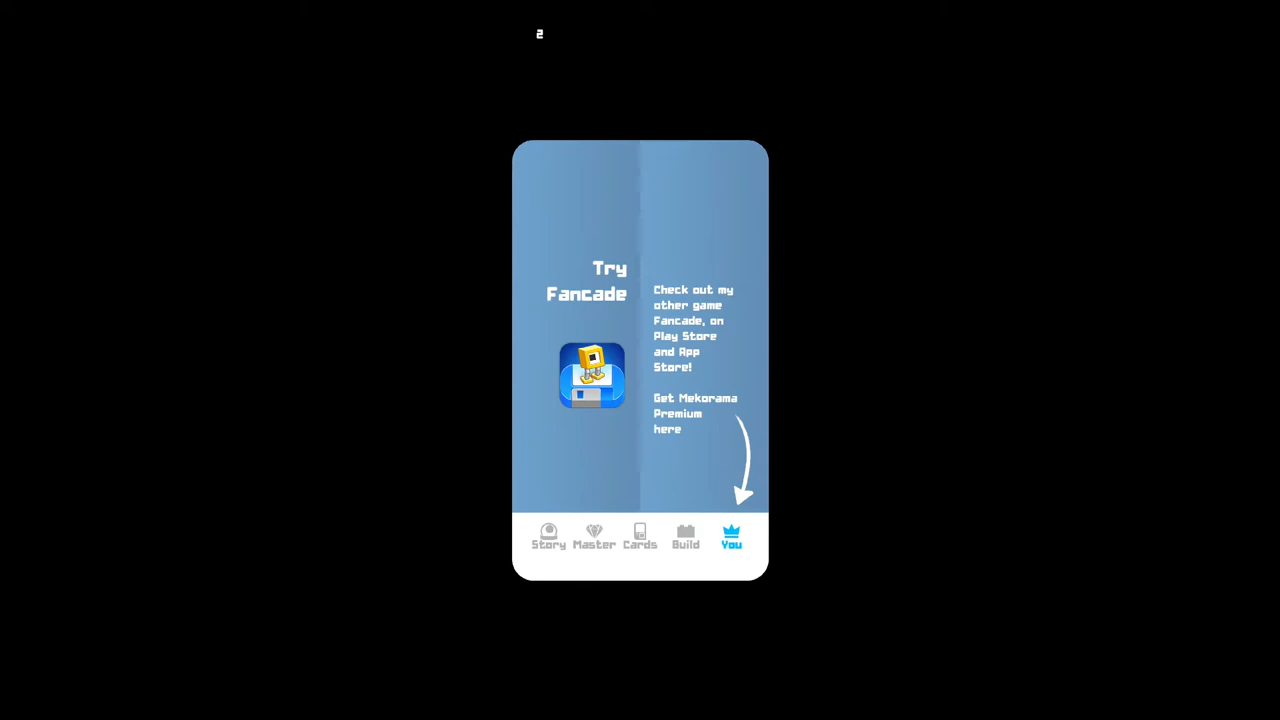 2
Try
Fancade
Check out my
other game
Fancade, on
Play Store
and App
Store!
Get Mekorama
Premium
here
Story Master Cards Build You